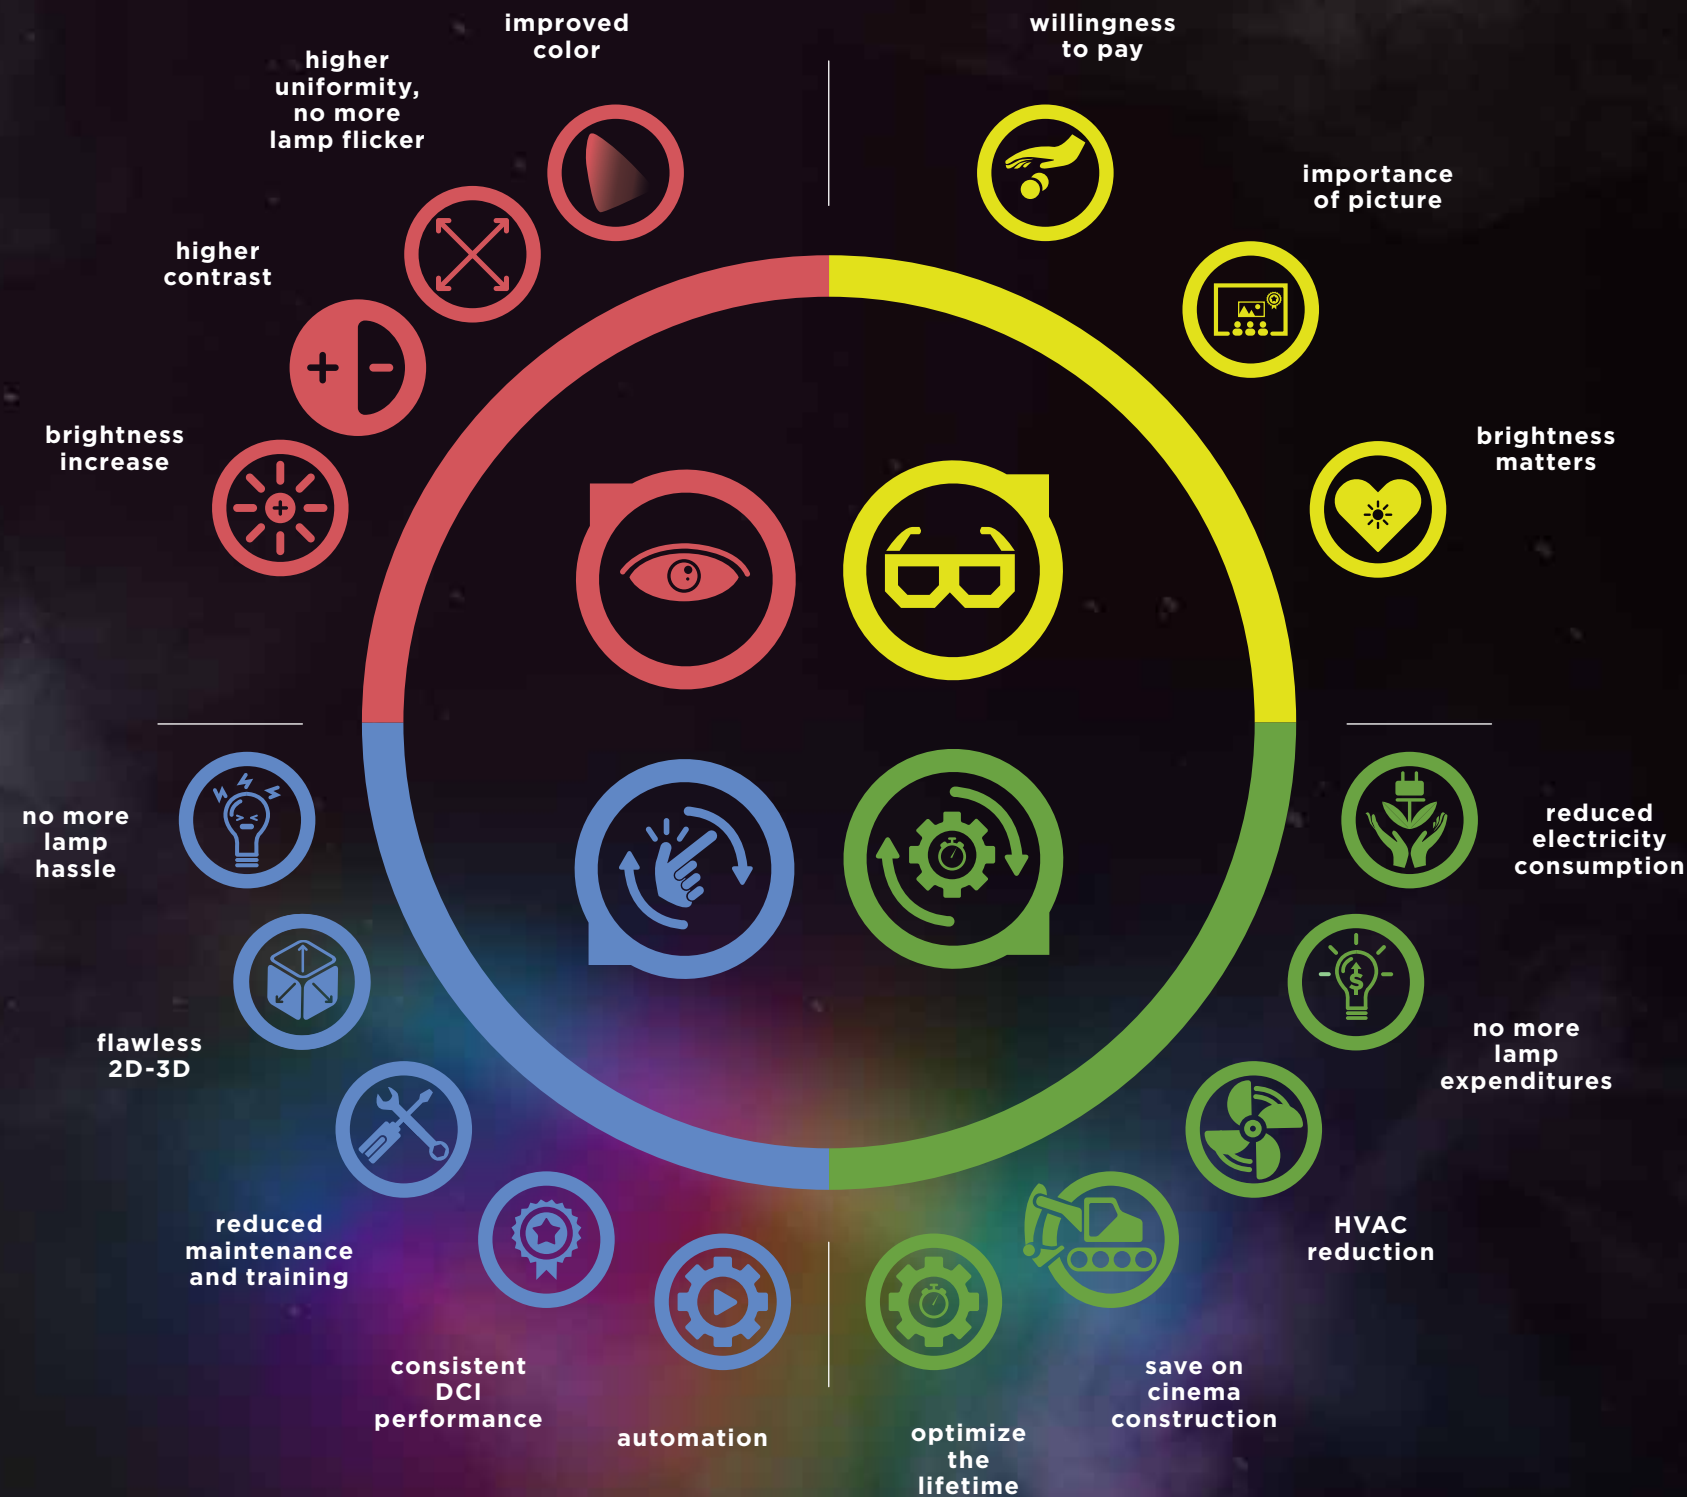 improved
color
willingness
to pay
higher
uniformity,
no more
lamp flicker
importance
of picture
higher
contrast
brightness
increase
brightness
matters
no more
lamp
hassle
reduced
electricity
consumption
flawless
2D-3D
no more
lamp
expenditures
reduced
maintenance
and training
HVAC
reduction
consistent
DCI
performance
save on
cinema
construction
automation
optimize
the
lifetime